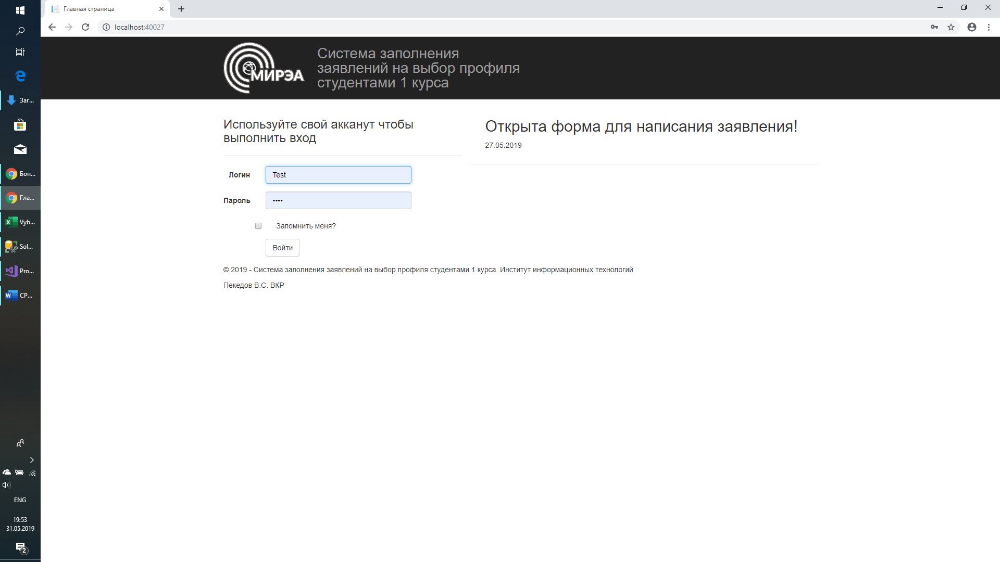 Главная страница
localhost:40027
МИРЭА
Система заполнения
заявлений на выбор профиля
студентами 1 курса
Используйте свой акканут чтобы
выполнить вход
Логин
Test
Пароль
••••
Запомнить меня?
Войти
Открыта форма для написания заявления!
27.05.2019
© 2019 - Система заполнения заявлений на выбор профиля студентами 1 курса. Институт информационных технологий
Пекедов В.С. ВКР
Заг...
Бон...
Гла...
Vyb...
Sol...
Pro...
CP...
ENG
19:53
31.05.2019
2